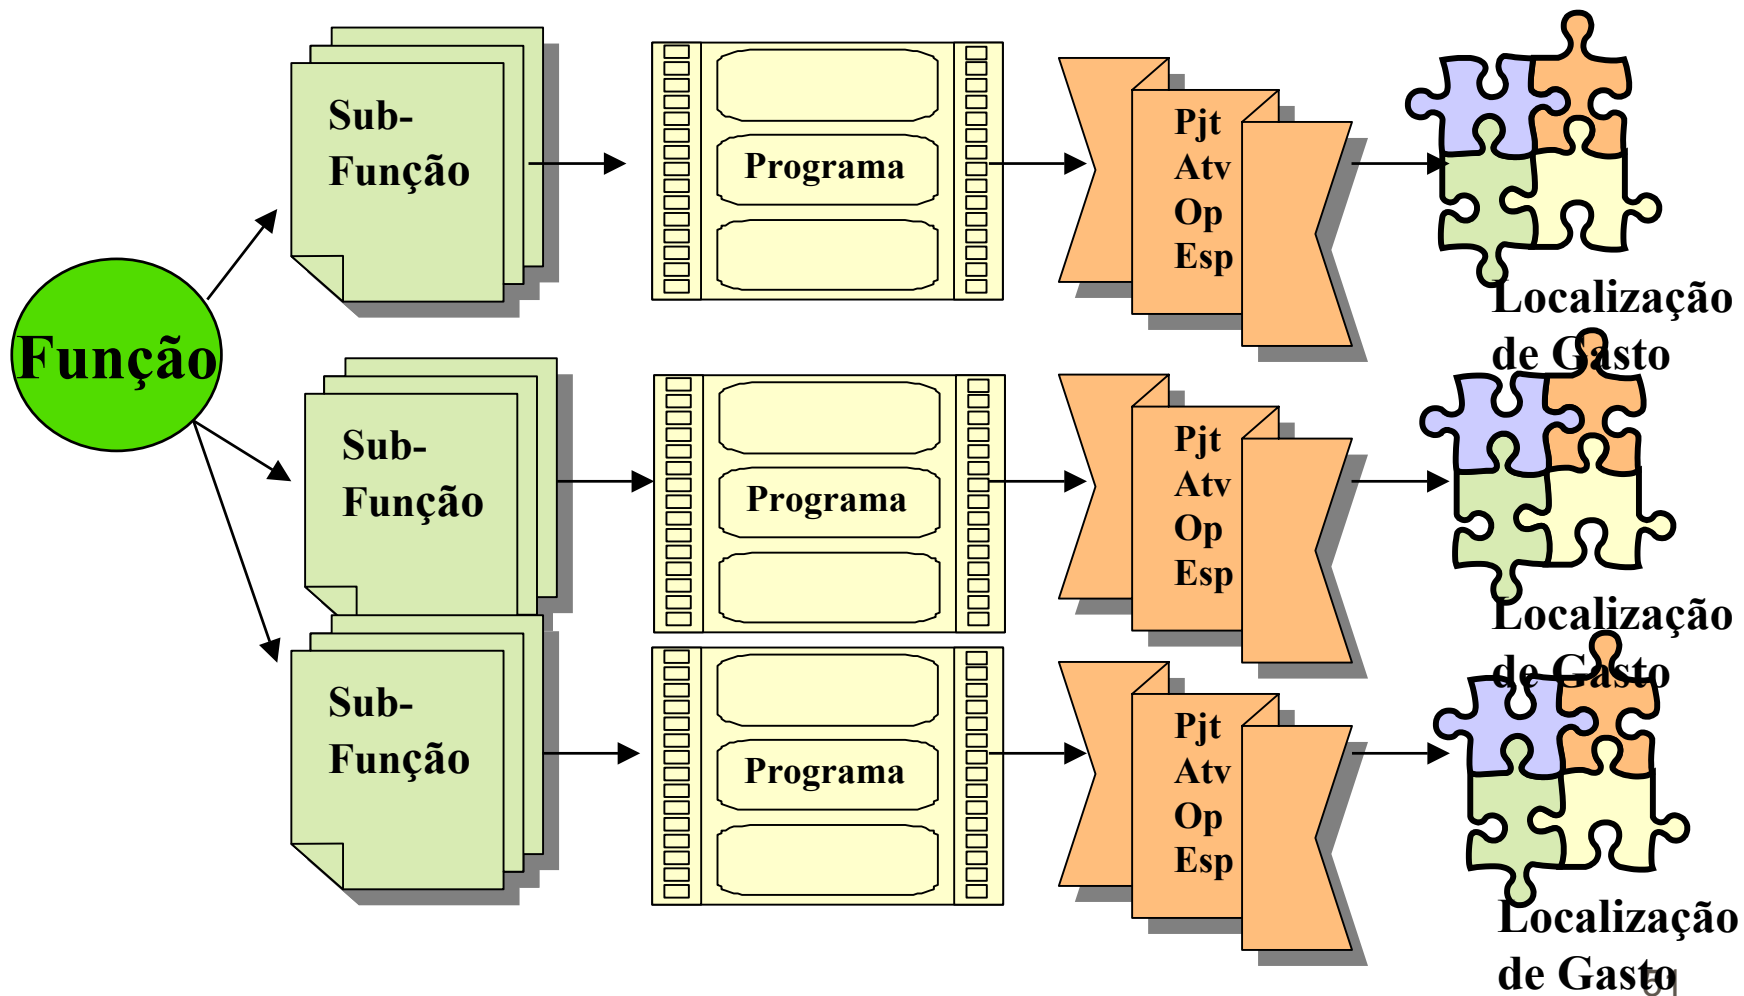 Função
Sub-
Função
Programa
Pjt
Atv
Op
Esp
Localização
de Gasto
Sub-
Função
Programa
Pjt
Atv
Op
Esp
Localização
de Gasto
Sub-
Função
Programa
Pjt
Atv
Op
Esp
Localização
de Gasto
51